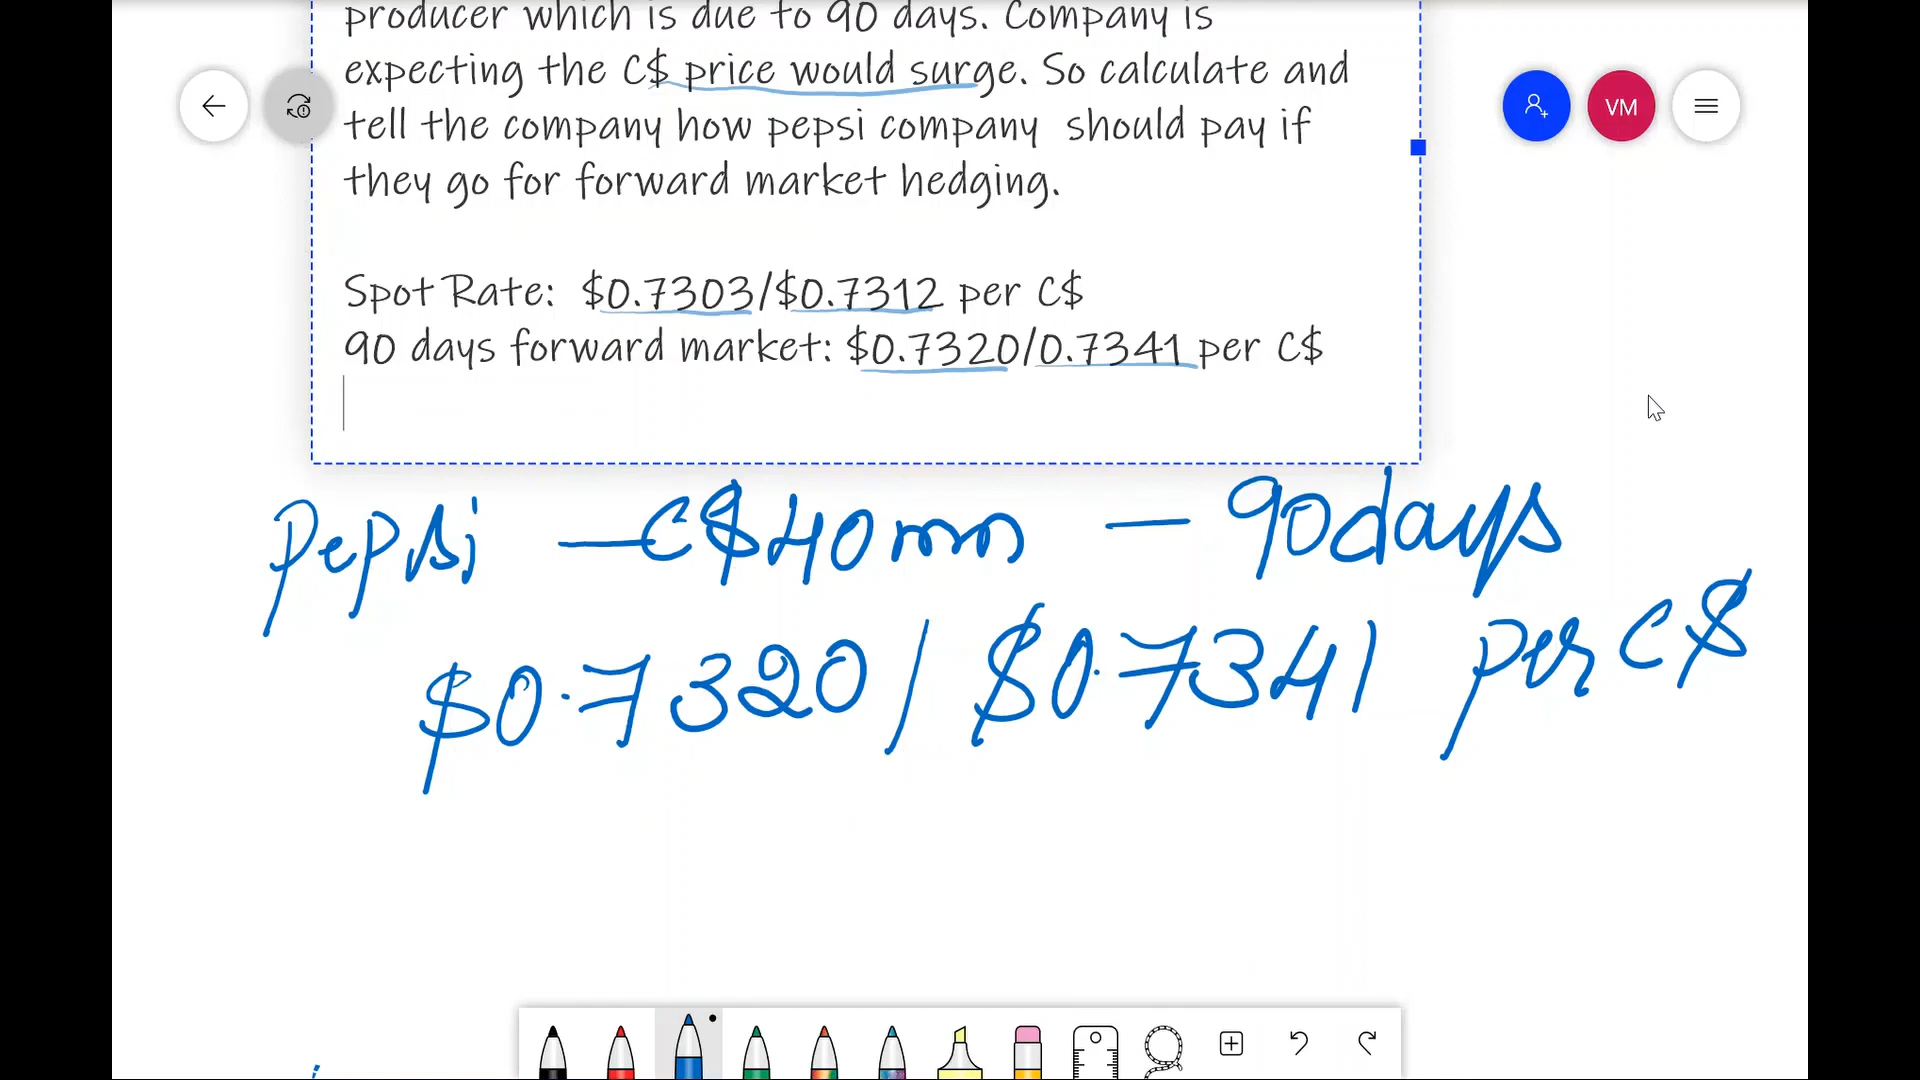 producer which is due to 90 days. Company is
expecting the C$ price would surge. So calculate and
tell the company how pepsi company should pay if
they go for forward market hedging.
Spot Rate: $0.7303/$0.7312 per C$
90 days forward market: $0.7320/0.7341 per C$
VM
Pepsi — C$40mn — 90days
$0.7320/$0.7341 per C$